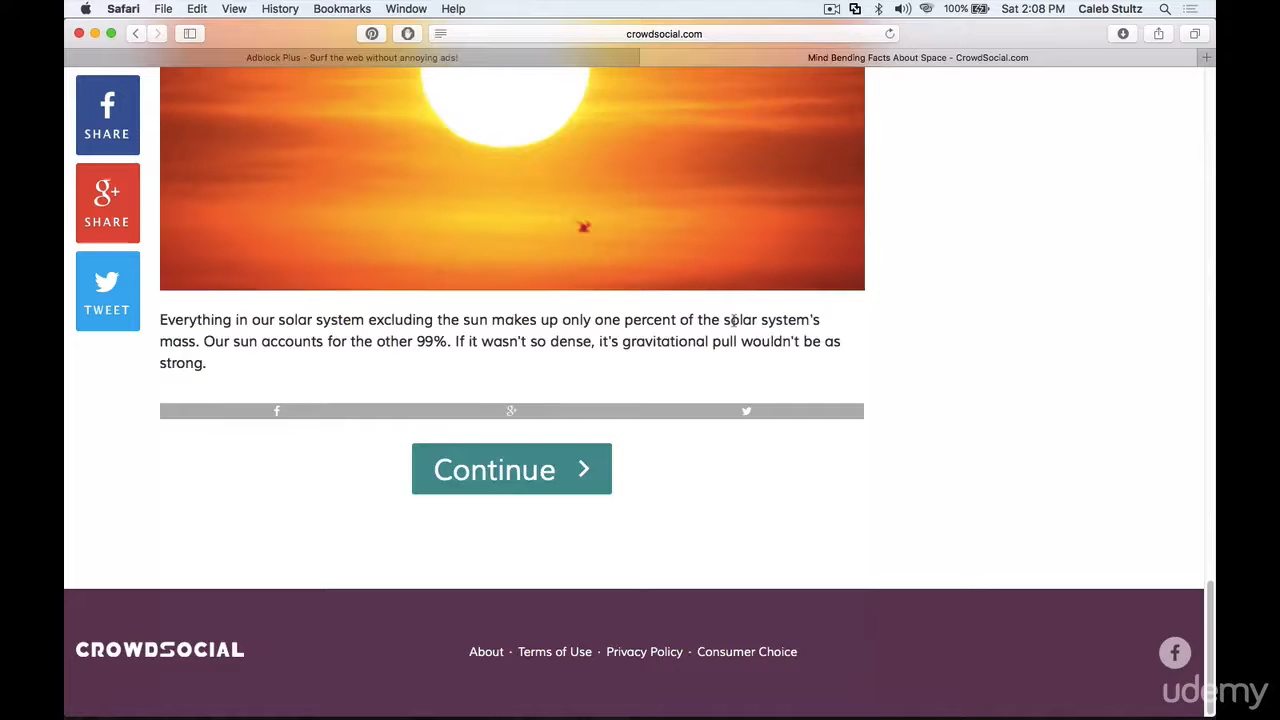 Safari File Edit View History Bookmarks Window Help 100% Sat 2:08 PM Caleb Stultz
crowdsocial.com
Adblock Plus - Surf the web without annoying ads! Mind Bending Facts About Space - CrowdSocial.com
f
SHARE
g+
SHARE
TWEET
Everything in our solar system excluding the sun makes up only one percent of the solar system's
mass. Our sun accounts for the other 99%. If it wasn't so dense, it's gravitational pull wouldn't be as
strong.
f g+
Continue
CROWDSOCIAL
About · Terms of Use · Privacy Policy · Consumer Choice
f
udemy